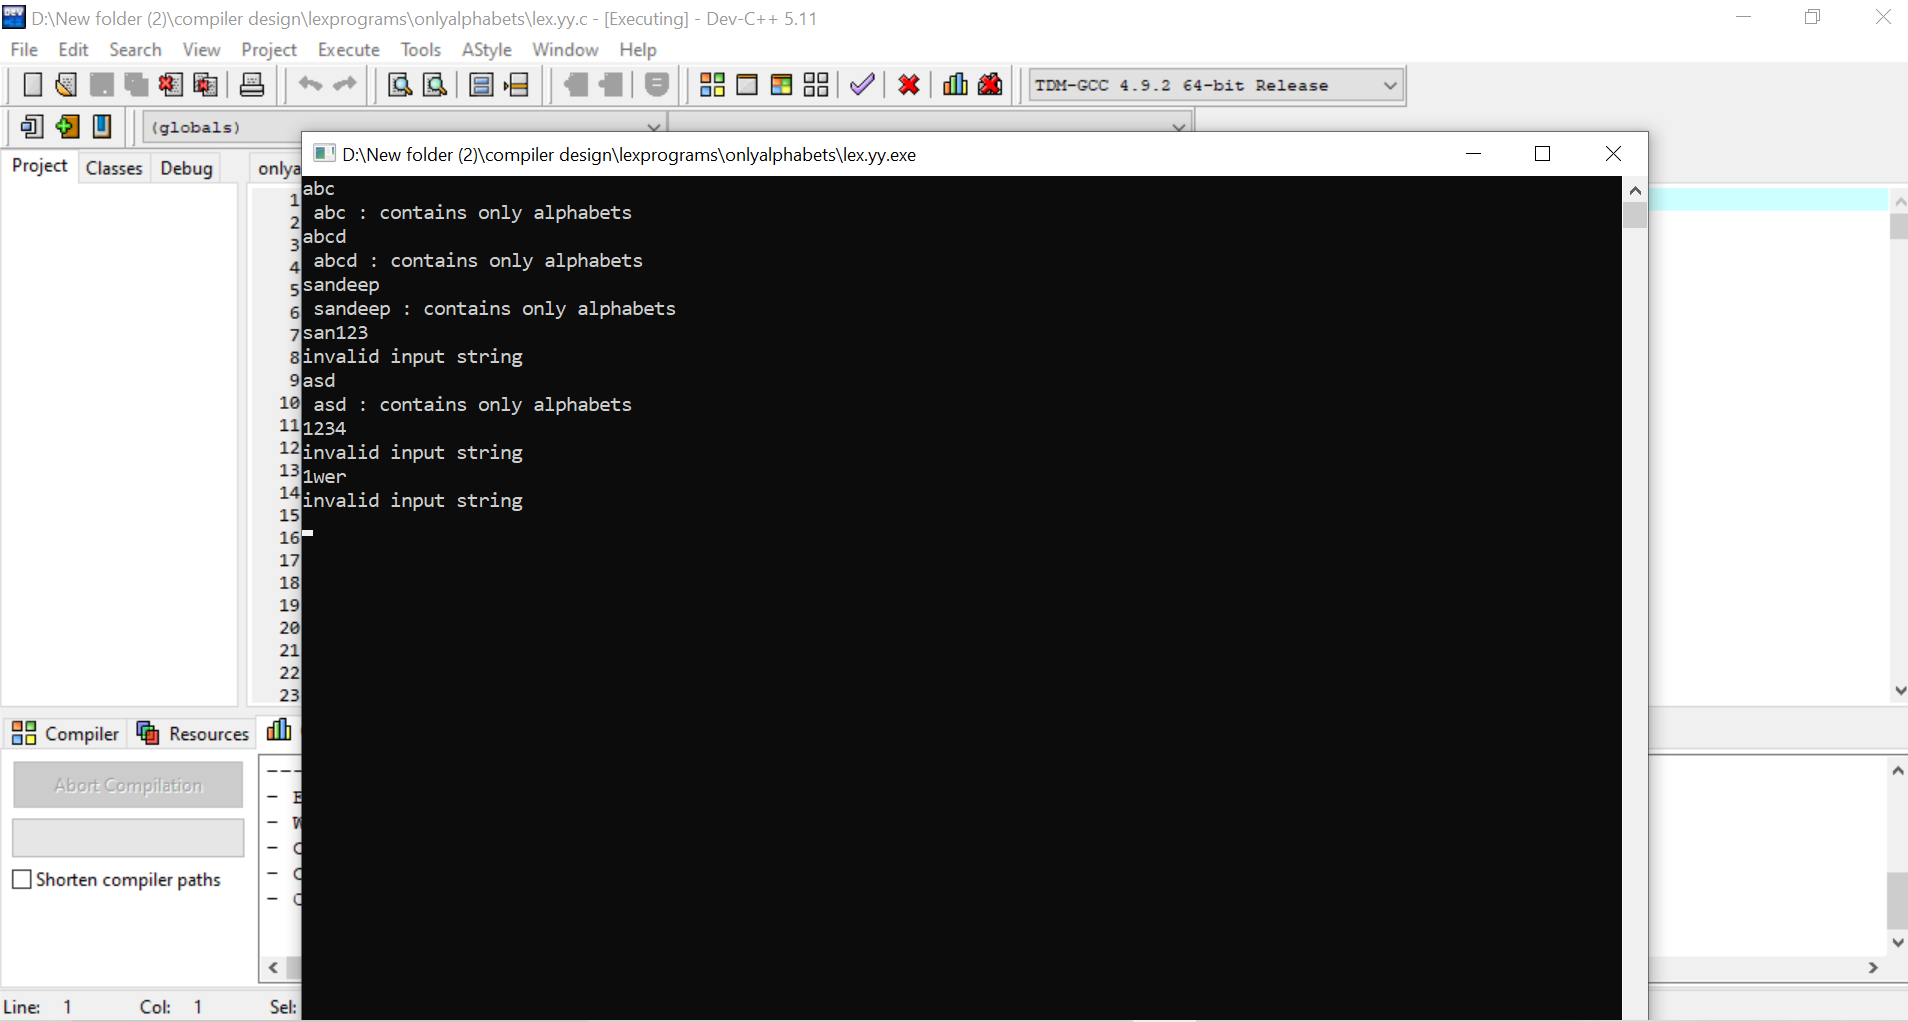 D:\New folder (2)\compiler design\lexprograms\onlyalphabets\lex.yy.c - [Executing] - Dev-C++ 5.11
File Edit Search View Project Execute Tools AStyle Window Help
TDM-GCC 4.9.2 64-bit Release
(globals)
D:\New folder (2)\compiler design\lexprograms\onlyalphabets\lex.yy.exe
Project Classes Debug
onlya
abc
abc : contains only alphabets
abcd
abcd : contains only alphabets
sandeep
sandeep : contains only alphabets
san123
invalid input string
asd
asd : contains only alphabets
1234
invalid input string
1wer
invalid input string
1
2
3
4
5
6
7
8
9
10
11
12
13
14
15
16
17
18
19
20
21
22
23
Compiler Resources
Abort Compilation
Shorten compiler paths
Line: 1 Col: 1 Sel: